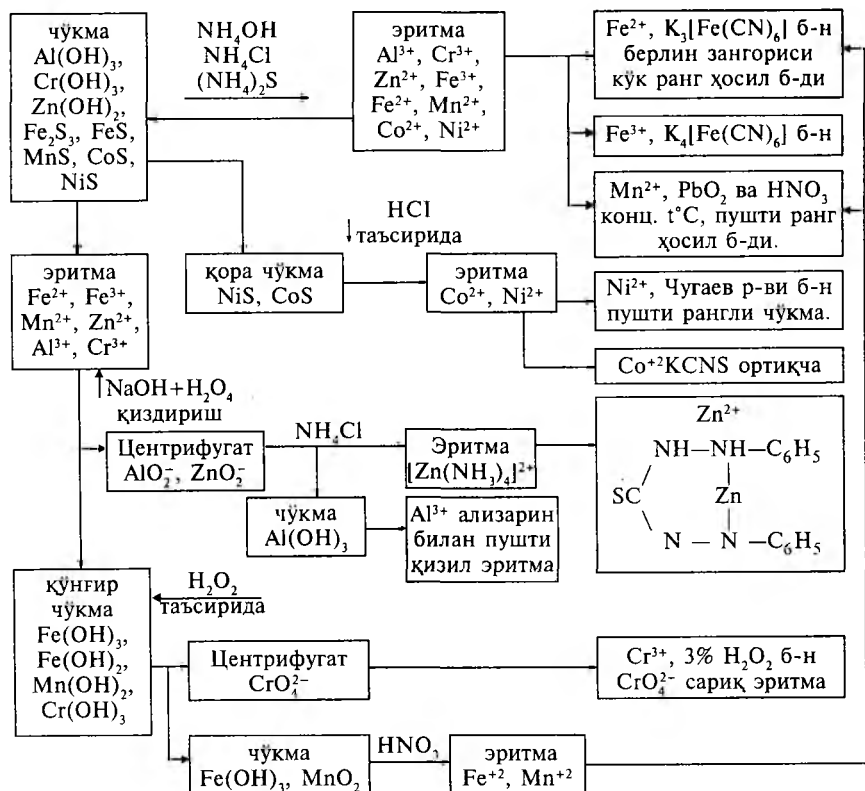 чўкма
Al(OH)₃,
Cr(OH)₃,
Zn(OH)₂,
Fe₂S₃, FeS,
MnS, CoS,
NiS
NH₄OH
NH₄Cl
(NH₄)₂S
эритма
Al³⁺, Cr³⁺,
Zn²⁺, Fe³⁺,
Fe²⁺, Mn²⁺,
Co²⁺, Ni²⁺
Fe²⁺, K₃[Fe(CN)₆] б-н
берлин зангориси
кўк ранг ҳосил б-ди
Fe³⁺, K₄[Fe(CN)₆] б-н
Mn²⁺, PbO₂ ва HNO₃
конц. t°C, пушти ранг
ҳосил б-ди.
HCl
таъсирида
эритма
Fe²⁺, Fe³⁺,
Mn²⁺, Zn²⁺,
Al³⁺, Cr³⁺
қора чўкма
NiS, CoS
эритма
Co²⁺, Ni²⁺
Ni²⁺, Чугаев р-ви б-н
пушти рангли чўкма.
Co⁺²KCNS ортиқча
NaOH+H₂O₄
қиздириш
Центрифугат
AlO₂⁻, ZnO₂⁻
NH₄Cl
Эритма
[Zn(NH₃)₄]²⁺
чўкма
Al(OH)₃
Al³⁺ ализарин
билан пушти
қизил эритма
Zn²⁺
NH—NH—C₆H₅
SC
Zn
N — N —C₆H₅
қўнғир
чўкма
Fe(OH)₃,
Fe(OH)₂,
Mn(OH)₂,
Cr(OH)₃
H₂O₂
таъсирида
Центрифугат
CrO₄²⁻
Cr³⁺, 3% H₂O₂ б-н
CrO₄²⁻ сариқ эритма
чўкма
Fe(OH)₃, MnO₂
HNO₃
эритма
Fe⁺², Mn⁺²